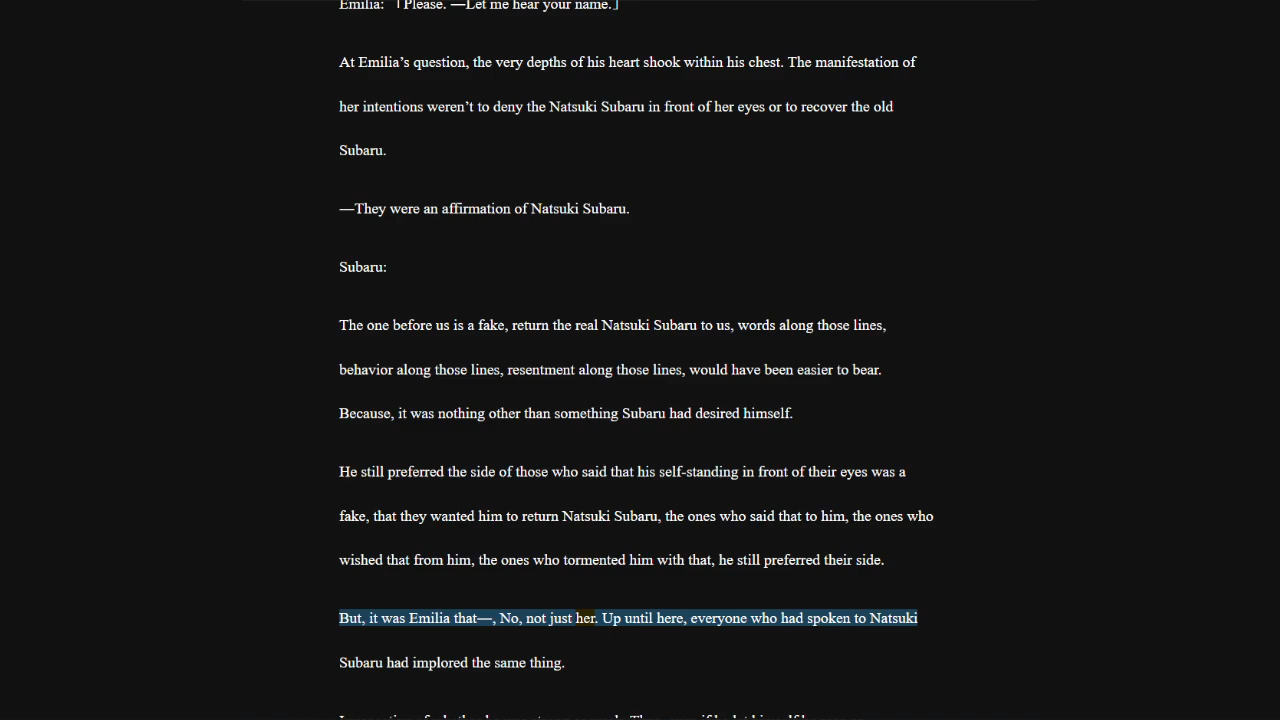 Emilia: 「Please. —Let me hear your name.」
At Emilia’s question, the very depths of his heart shook within his chest. The manifestation of
her intentions weren’t to deny the Natsuki Subaru in front of her eyes or to recover the old
Subaru.
—They were an affirmation of Natsuki Subaru.
Subaru:
The one before us is a fake, return the real Natsuki Subaru to us, words along those lines,
behavior along those lines, resentment along those lines, would have been easier to bear.
Because, it was nothing other than something Subaru had desired himself.
He still preferred the side of those who said that his self-standing in front of their eyes was a
fake, that they wanted him to return Natsuki Subaru, the ones who said that to him, the ones who
wished that from him, the ones who tormented him with that, he still preferred their side.
But, it was Emilia that—, No, not just her. Up until here, everyone who had spoken to Natsuki
Subaru had implored the same thing.